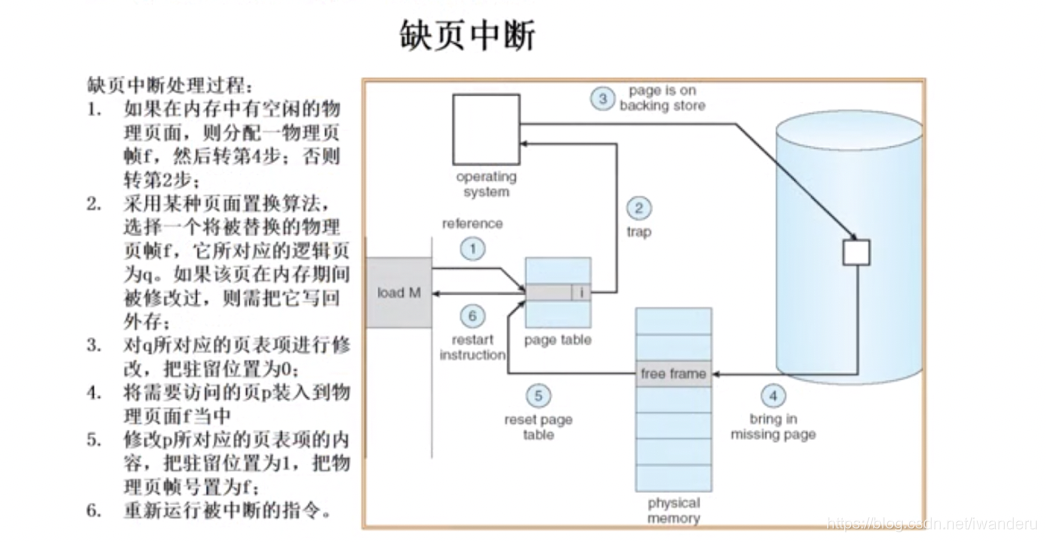 缺页中断
缺页中断处理过程:
1. 如果在内存中有空闲的物
理页面，则分配一物理页
帧f，然后转第4步；否则
转第2步；
2. 采用某种页面置换算法，
选择一个将被替换的物理
页帧f，它所对应的逻辑页
为q。如果该页在内存期间
被修改过，则需把它写回
外存；
3. 对q所对应的页表项进行修
改，把驻留位置为0；
4. 将需要访问的页p装入到物
理页面f当中
5. 修改p所对应的页表项的内
容，把驻留位置为1，把物
理页帧号置为f；
6. 重新运行被中断的指令。
3
page is on
backing store
operating
system
2
trap
reference
1
load M
i
6
restart
instruction
page table
free frame
5
reset page
table
4
bring in
missing page
physical
memory
https://blog.csdn.net/iwanderu